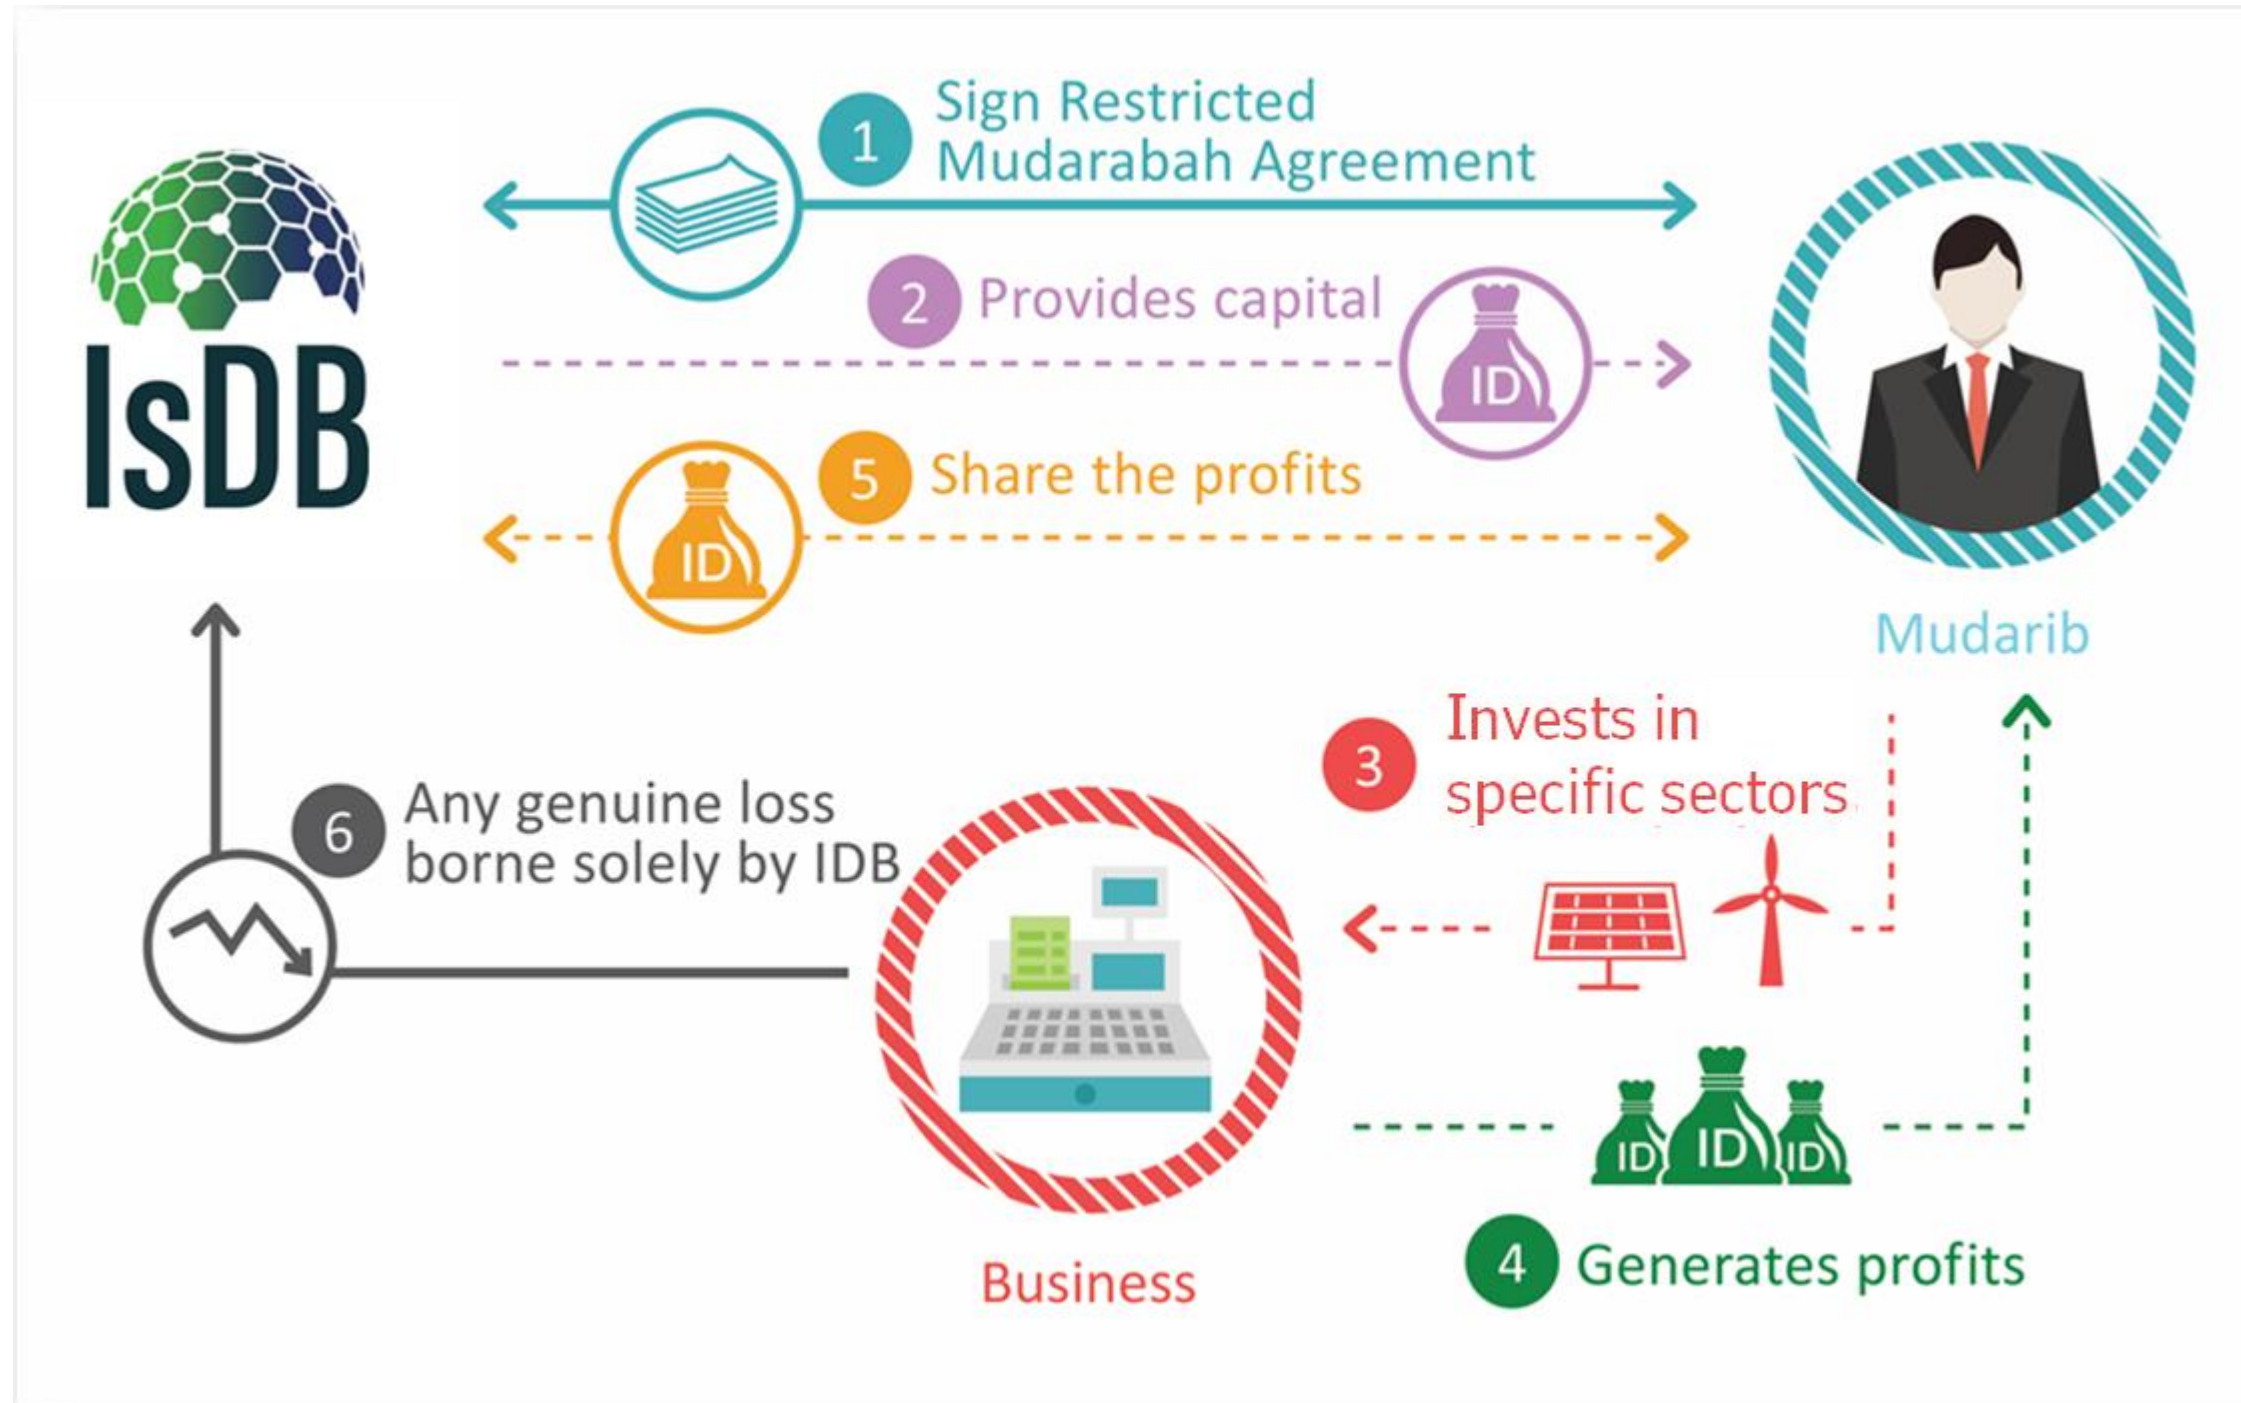 1
Sign Restricted
Mudarabah Agreement
2
Provides capital
ID
IsDB
5
Share the profits
ID
Mudarib
3
Invests in
specific sectors
6
Any genuine loss
borne solely by IDB
ID
ID
ID
4
Generates profits
Business